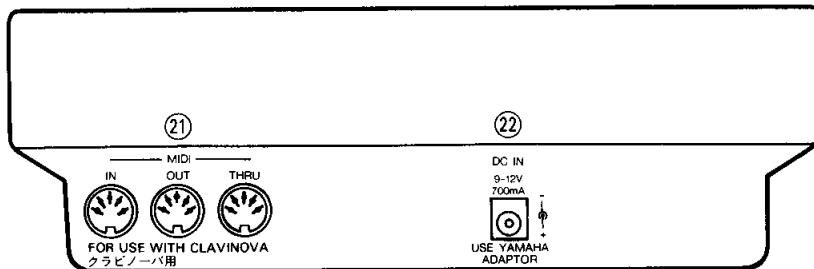 ㉑
㉒
MIDI
IN OUT THRU
FOR USE WITH CLAVINOVA
クラビノーバ用
DC IN
9-12V
700mA
-
+
USE YAMAHA
ADAPTOR